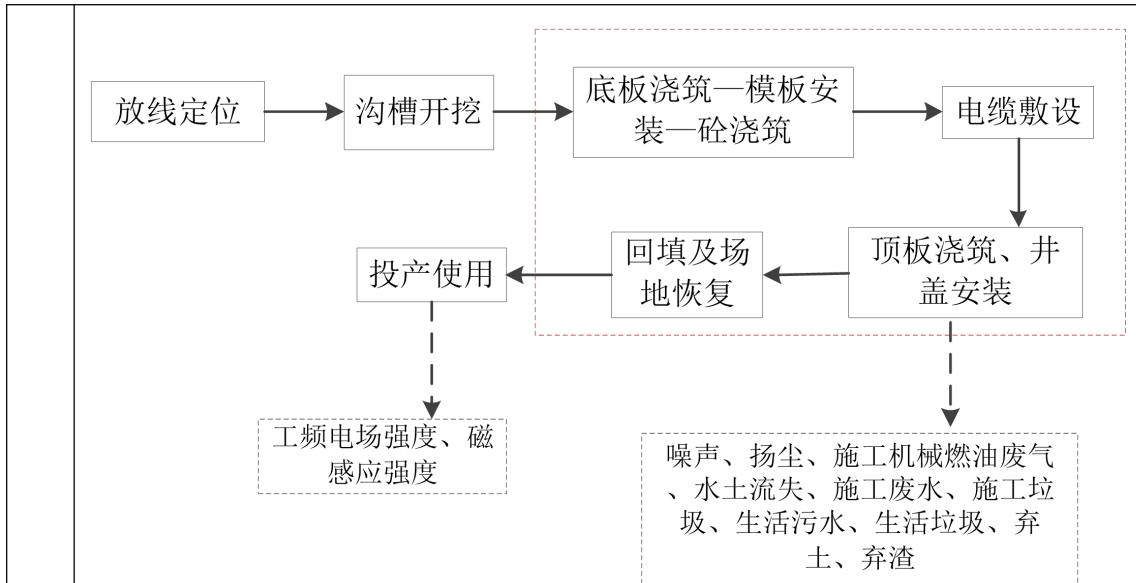 放线定位
沟槽开挖
底板浇筑—模板安
装—砼浇筑
电缆敷设
顶板浇筑、井
盖安装
回填及场
地恢复
投产使用
工频电场强度、磁
感应强度
噪声、扬尘、施工机械燃油废气
、水土流失、施工废水、施工垃
圾、生活污水、生活垃圾、弃
土、弃渣